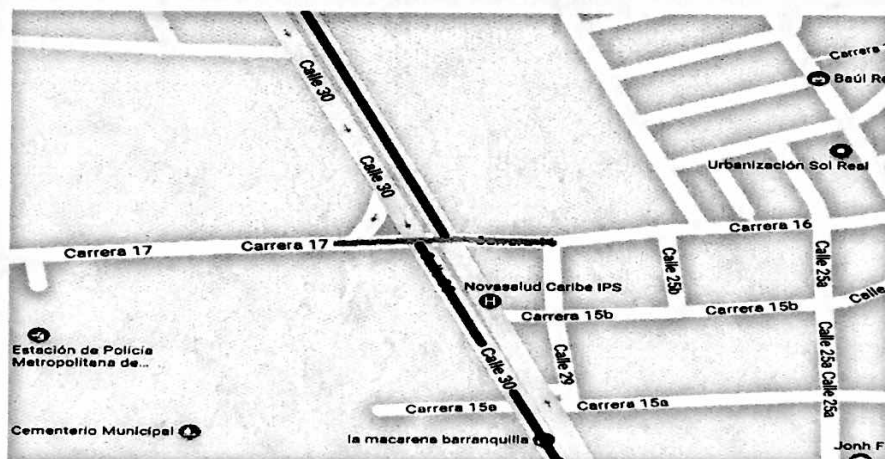 Carrera
Calle 30
Baúl Re
Calle 30
Urbanización Sol Real
Carrera 16
Carrera 17
Carrera 17
Calle 25b
Calle 25a
Novasalud Caribe IPS
H
Calle
Carrera 15b
Carrera 15b
Estación de Policía
Metropolitana de...
Calle 30
Calle 29
Calle 25a
Calle 25a
Carrera 15a
Carrera 15a
Cementerio Municipal
la macarena barranquilla
Jonh F